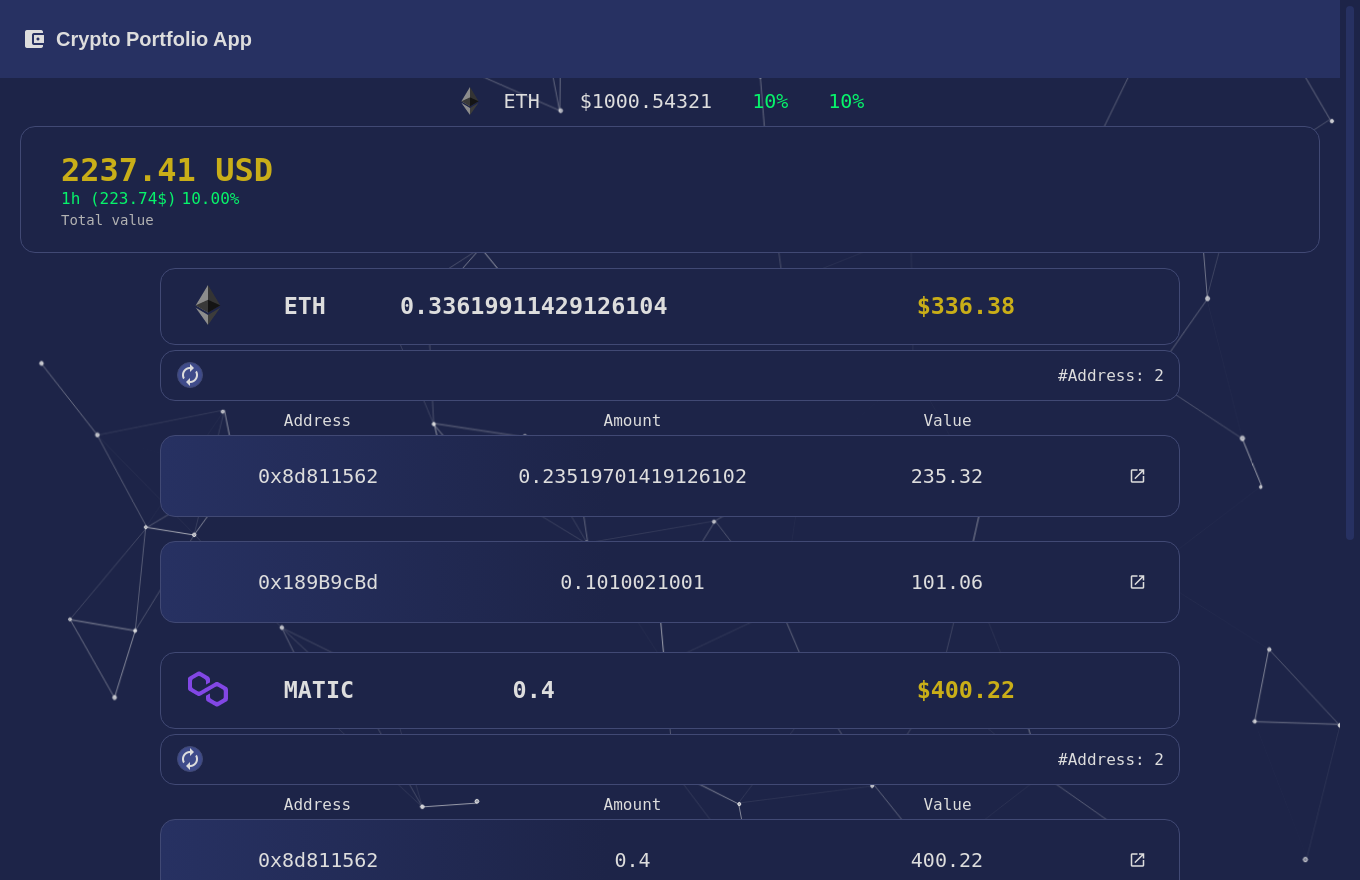 Crypto Portfolio App
ETH $1000.54321 10% 10%
2237.41 USD
1h (223.74$) 10.00%
Total value
ETH 0.33619911429126104 $336.38
#Address: 2
Address Amount Value
0x8d811562 0.23519701419126102 235.32
0x189B9cBd 0.1010021001 101.06
MATIC 0.4 $400.22
#Address: 2
Address Amount Value
0x8d811562 0.4 400.22